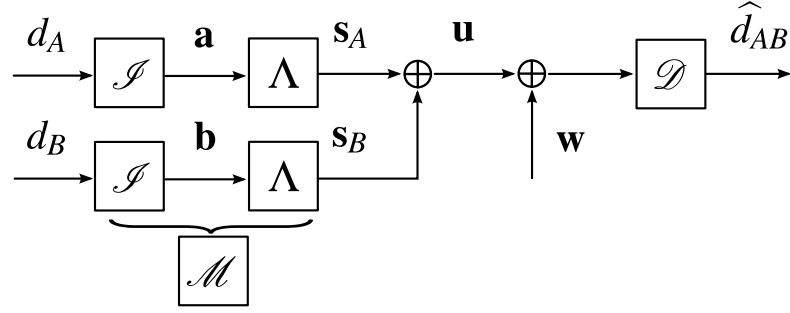 d_A ℐ a Λ s_A u 𝒟 \widehat{d_{AB}}
d_B ℐ b Λ s_B w
ℳ